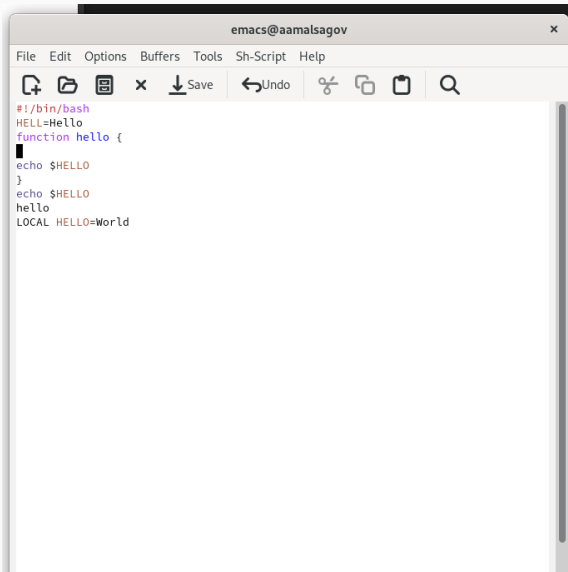 emacs@aamalsagov ×
File Edit Options Buffers Tools Sh-Script Help
Save Undo
#!/bin/bash
HELL=Hello
function hello {
echo $HELLO
}
echo $HELLO
hello
LOCAL HELLO=World